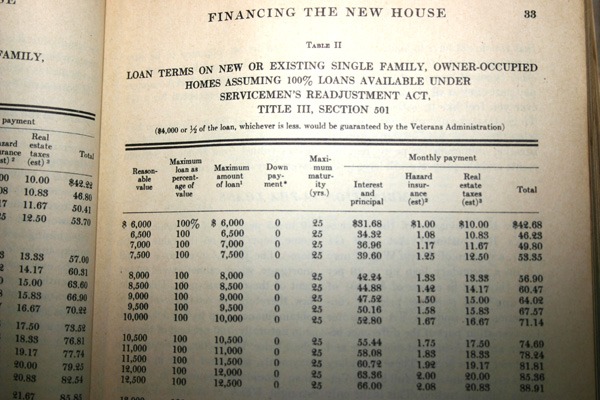 SE
FAMILY,
payment
Hazard insurance (est)²
Real estate taxes (est)³
Total
00 10.00 $42.22
08 10.83 46.80
17 11.67 50.41
25 12.50 53.70
13.33 57.00
14.17 60.31
15.00 63.60
15.83 66.90
16.67 70.22
17.50 73.52
18.33 76.81
19.17 77.74
20.00 79.25
20.83 82.54
21.67 85.85
FINANCING THE NEW HOUSE 33
TABLE II
LOAN TERMS ON NEW OR EXISTING SINGLE FAMILY, OWNER-OCCUPIED
HOMES ASSUMING 100% LOANS AVAILABLE UNDER
SERVICEMEN'S READJUSTMENT ACT,
TITLE III, SECTION 501
($4,000 or ½ of the loan, whichever is less, would be guaranteed by the Veterans Administration)
Monthly payment
Reason-able value
Maximum loan as percent-age of value
Maximum amount of loan¹
Down pay-ment*
Maxi-mum matur-ity (yrs.)
Interest and principal
Hazard insur-ance (est)²
Real estate taxes (est)³
Total
$ 6,000 100% $ 6,000 0 25 $31.68 $1.00 $10.00 $42.68
6,500 100 6,500 0 25 34.32 1.08 10.83 46.23
7,000 100 7,000 0 25 36.96 1.17 11.67 49.80
7,500 100 7,500 0 25 39.60 1.25 12.50 53.35
8,000 100 8,000 0 25 42.24 1.33 13.33 56.90
8,500 100 8,500 0 25 44.88 1.42 14.17 60.47
9,000 100 9,000 0 25 47.52 1.50 15.00 64.02
9,500 100 9,500 0 25 50.16 1.58 15.83 67.57
10,000 100 10,000 0 25 52.80 1.67 16.67 71.14
10,500 100 10,500 0 25 55.44 1.75 17.50 74.69
11,000 100 11,000 0 25 58.08 1.83 18.33 78.24
11,500 100 11,500 0 25 60.72 1.92 19.17 81.81
12,000 100 12,000 0 25 63.36 2.00 20.00 85.36
12,500 100 12,500 0 25 66.00 2.08 20.83 88.91